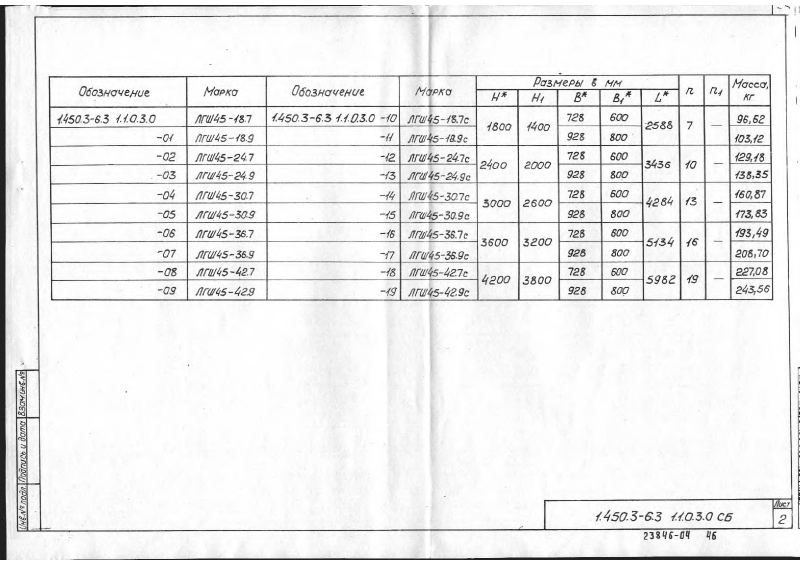 Обозначение Марка Обозначение Марка Размеры в мм n n1 Масса, кг
H* H1 B* B1* L*
1.450.3-6.3 1.1.0.3.0 ЛГШ45-18.7 1.450.3-6.3 1.1.0.3.0 -10 ЛГШ45-18.7с 1800 1400 728 600 2588 7 — 96,62
-01 ЛГШ45-18.9 -11 ЛГШ45-18.9с 928 800 103,12
-02 ЛГШ45-24.7 -12 ЛГШ45-24.7с 2400 2000 728 600 3436 10 — 129,18
-03 ЛГШ45-24.9 -13 ЛГШ45-24.9с 928 800 138,35
-04 ЛГШ45-30.7 -14 ЛГШ45-30.7с 3000 2600 728 600 4284 13 — 160,87
-05 ЛГШ45-30.9 -15 ЛГШ45-30.9с 928 800 173,83
-06 ЛГШ45-36.7 -16 ЛГШ45-36.7с 3600 3200 728 600 5134 16 — 193,49
-07 ЛГШ45-36.9 -17 ЛГШ45-36.9с 928 800 208,70
-08 ЛГШ45-42.7 -18 ЛГШ45-42.7с 4200 3800 728 600 5982 19 — 227,08
-09 ЛГШ45-42.9 -19 ЛГШ45-42.9с 928 800 243,56
Инв.№ подл. Подпись и дата Взам.инв.№
1.450.3-6.3 1.1.0.3.0 СБ
Лист
2
23846-04 46